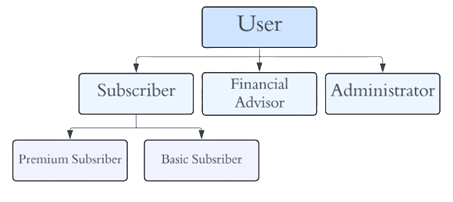 User
Subscriber
Financial
Advisor
Administrator
Premium Subsriber
Basic Subsriber